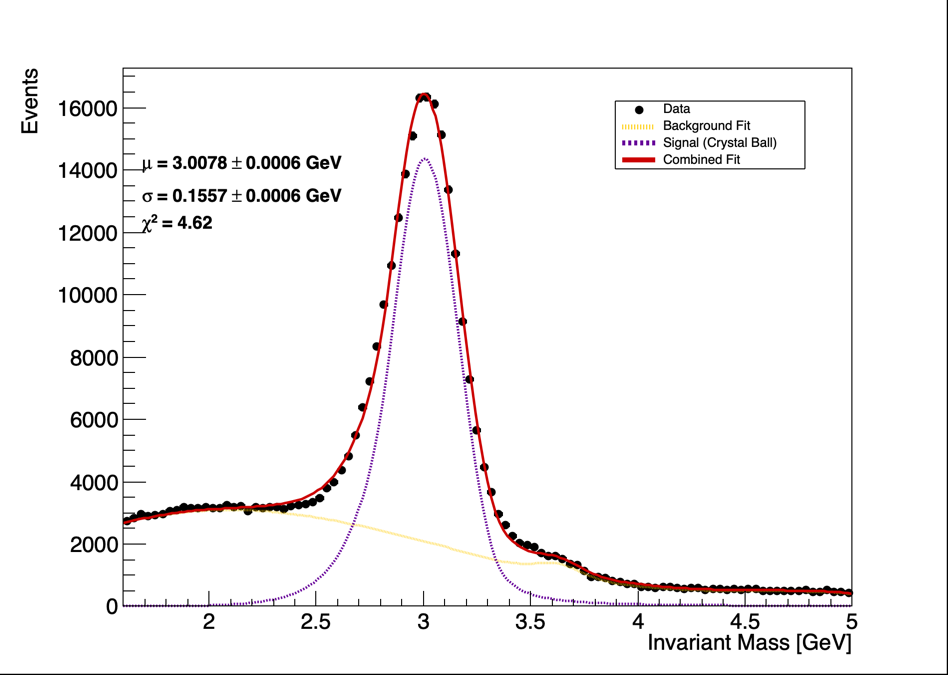 Events
16000
14000
12000
10000
8000
6000
4000
2000
0
μ = 3.0078 ± 0.0006 GeV
σ = 0.1557 ± 0.0006 GeV
χ² = 4.62
Data
Background Fit
Signal (Crystal Ball)
Combined Fit
2 2.5 3 3.5 4 4.5 5
Invariant Mass [GeV]